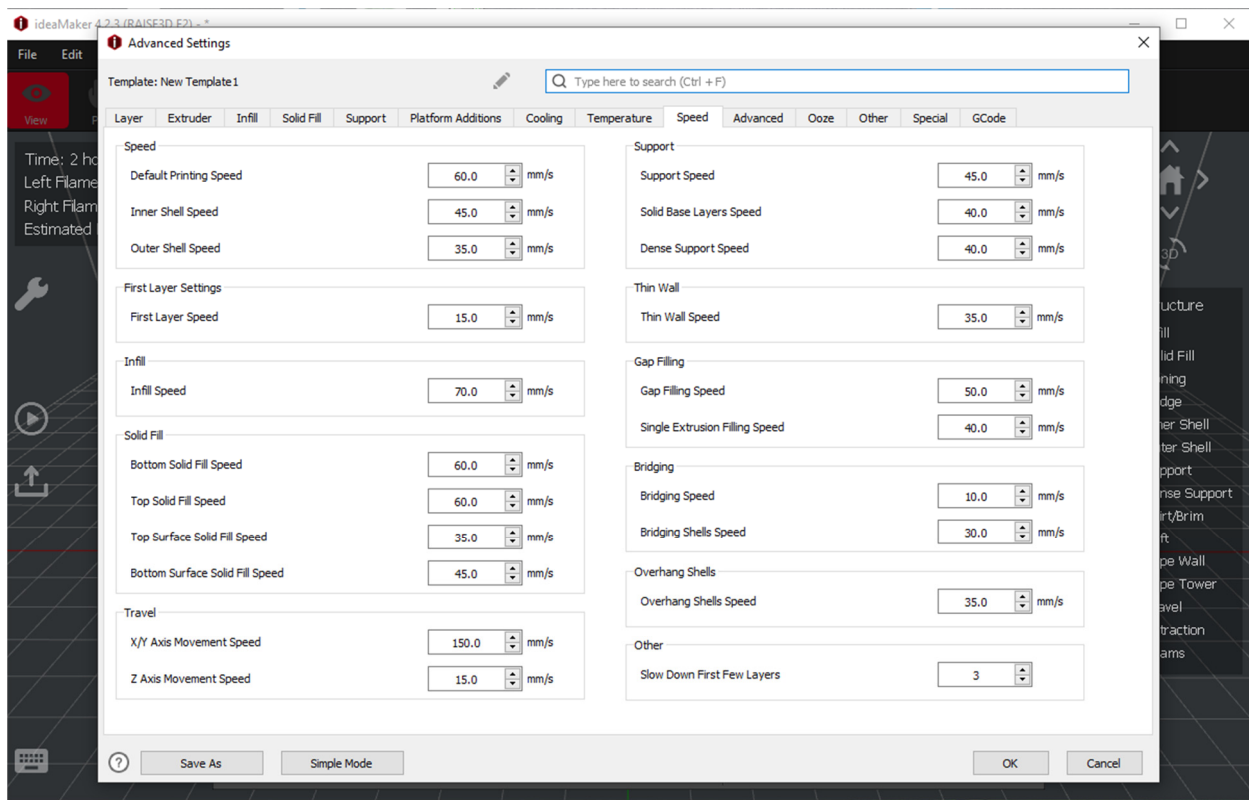 ideaMaker 4.2.3 (RAISE3D E2) - *
File Edit
Advanced Settings
Template: New Template1
Type here to search (Ctrl + F)
View
Layer Extruder Infill Solid Fill Support Platform Additions Cooling Temperature Speed Advanced Ooze Other Special GCode
Time: 2 ho
Left Filame
Right Filam
Estimated
Speed
Default Printing Speed 60.0 mm/s
Inner Shell Speed 45.0 mm/s
Outer Shell Speed 35.0 mm/s
First Layer Settings
First Layer Speed 15.0 mm/s
Infill
Infill Speed 70.0 mm/s
Solid Fill
Bottom Solid Fill Speed 60.0 mm/s
Top Solid Fill Speed 60.0 mm/s
Top Surface Solid Fill Speed 35.0 mm/s
Bottom Surface Solid Fill Speed 45.0 mm/s
Travel
X/Y Axis Movement Speed 150.0 mm/s
Z Axis Movement Speed 15.0 mm/s
Support
Support Speed 45.0 mm/s
Solid Base Layers Speed 40.0 mm/s
Dense Support Speed 40.0 mm/s
Thin Wall
Thin Wall Speed 35.0 mm/s
Gap Filling
Gap Filling Speed 50.0 mm/s
Single Extrusion Filling Speed 40.0 mm/s
Bridging
Bridging Speed 10.0 mm/s
Bridging Shells Speed 30.0 mm/s
Overhang Shells
Overhang Shells Speed 35.0 mm/s
Other
Slow Down First Few Layers 3
3D
ucture
ill
lid Fill
ning
dge
ner Shell
ter Shell
pport
nse Support
irt/Brim
ft
pe Wall
pe Tower
avel
traction
ams
? Save As Simple Mode OK Cancel